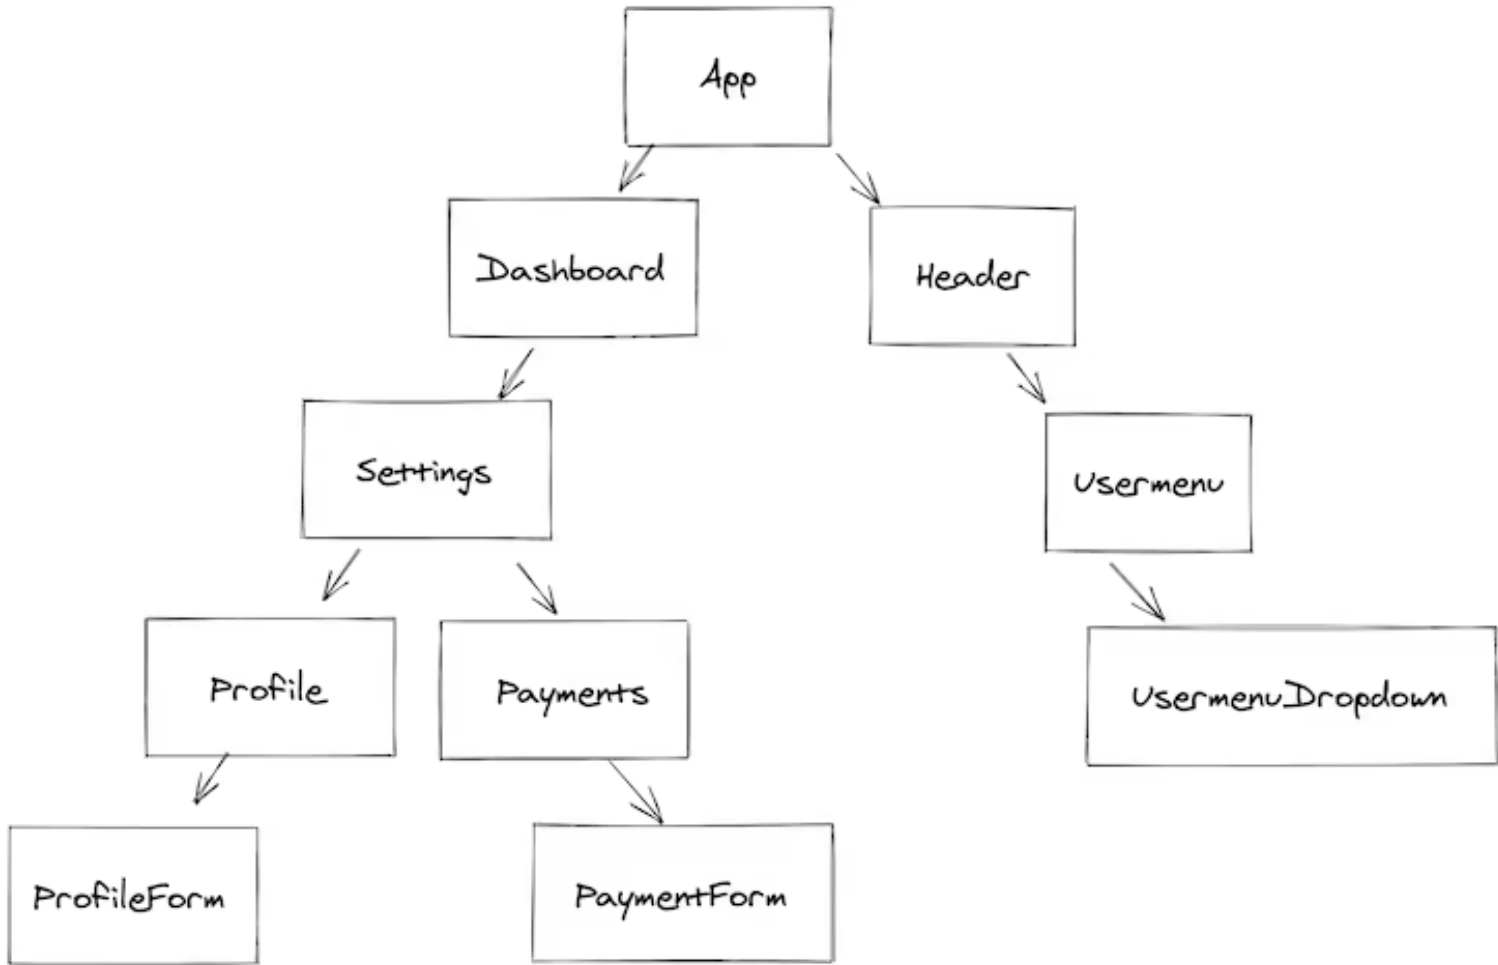 App
Dashboard
Header
Settings
Usermenu
Profile
Payments
UsermenuDropdown
ProfileForm
PaymentForm